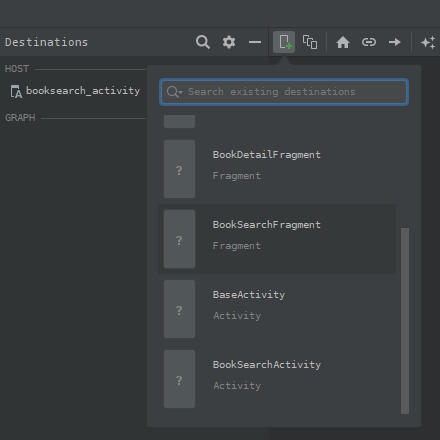 Destinations
HOST
booksearch_activity
GRAPH
Search existing destinations
?
BookDetailFragment
Fragment
?
BookSearchFragment
Fragment
?
BaseActivity
Activity
?
BookSearchActivity
Activity